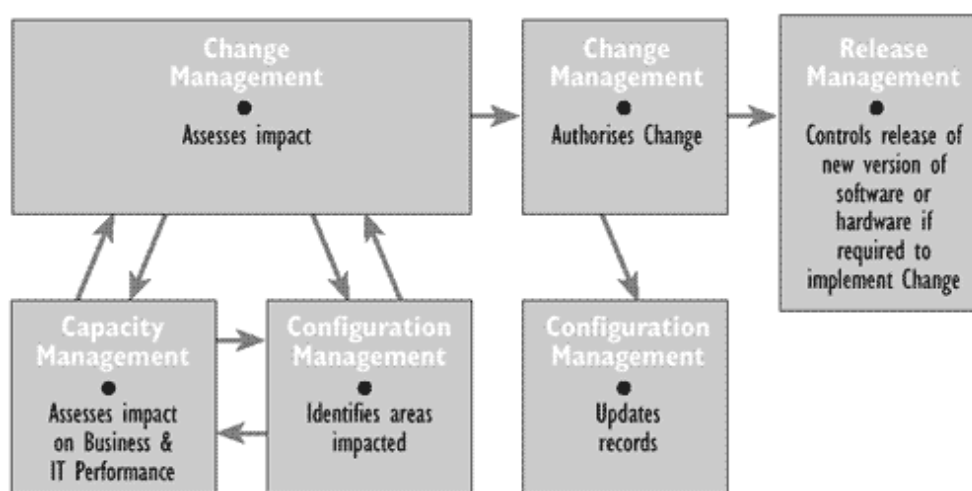 Change
Management
Assesses impact
Change
Management
Authorises Change
Release
Management
Controls release of
new version of
software or
hardware if
required to
implement Change
Capacity
Management
Assesses impact
on Business &
IT Performance
Configuration
Management
Identifies areas
impacted
Configuration
Management
Updates
records